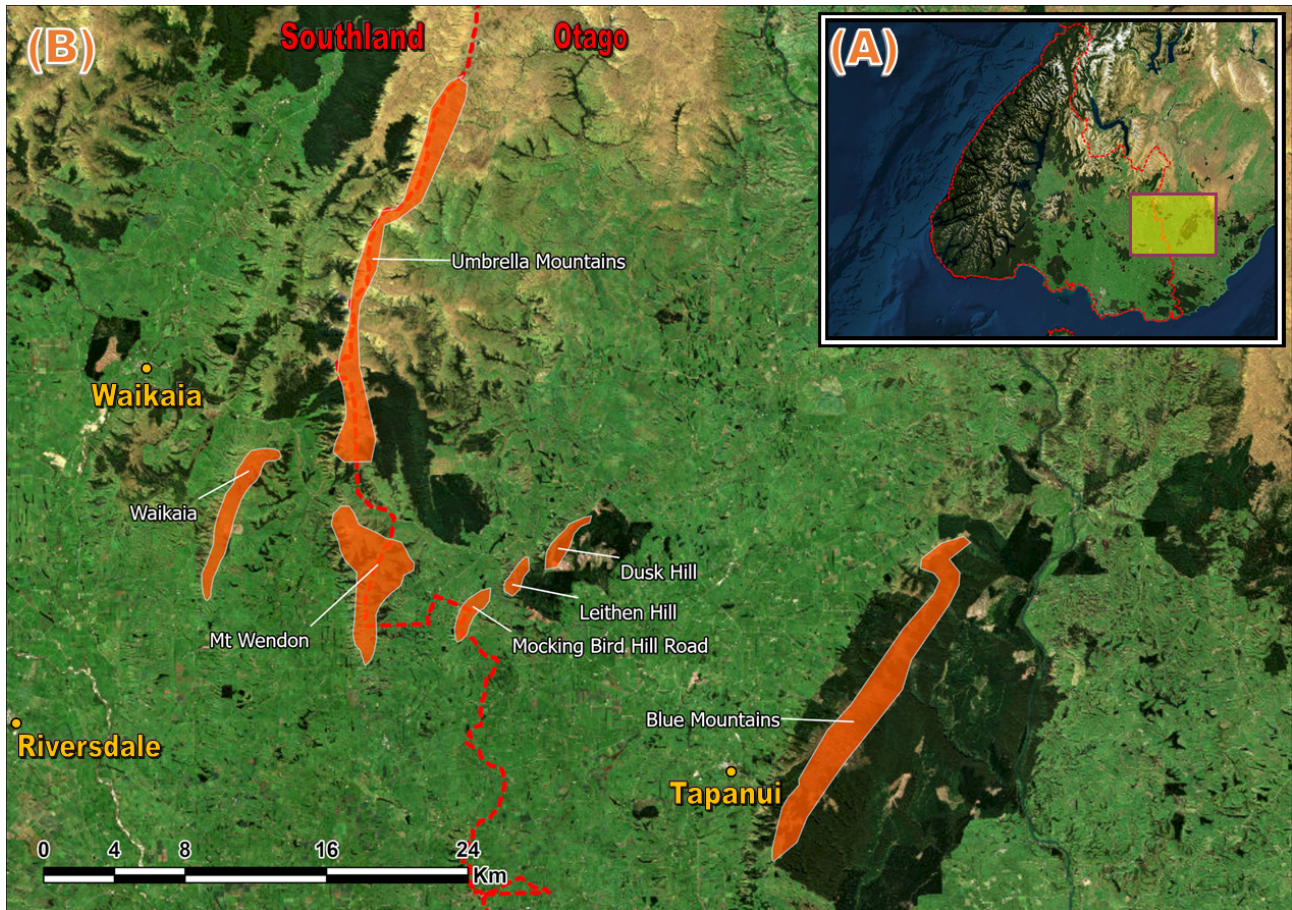 (B)
Southland
Otago
(A)
Umbrella Mountains
Waikaia
Waikaia
Dusk Hill
Leithen Hill
Mt Wendon
Mocking Bird Hill Road
Blue Mountains
Riversdale
Tapanui
0 4 8 16 24
Km